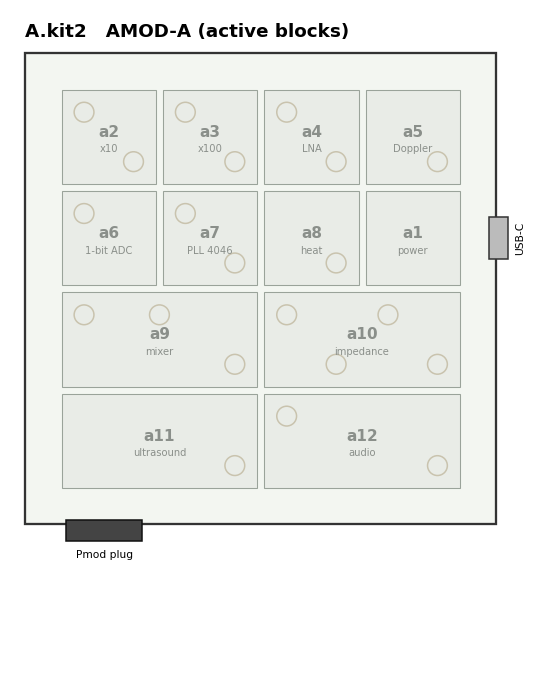 A.kit2 AMOD-A (active blocks)
a2
x10
a3
x100
a4
LNA
a5
Doppler
a6
1-bit ADC
a7
PLL 4046
a8
heat
a1
power
USB-C
a9
mixer
a10
impedance
a11
ultrasound
a12
audio
Pmod plug